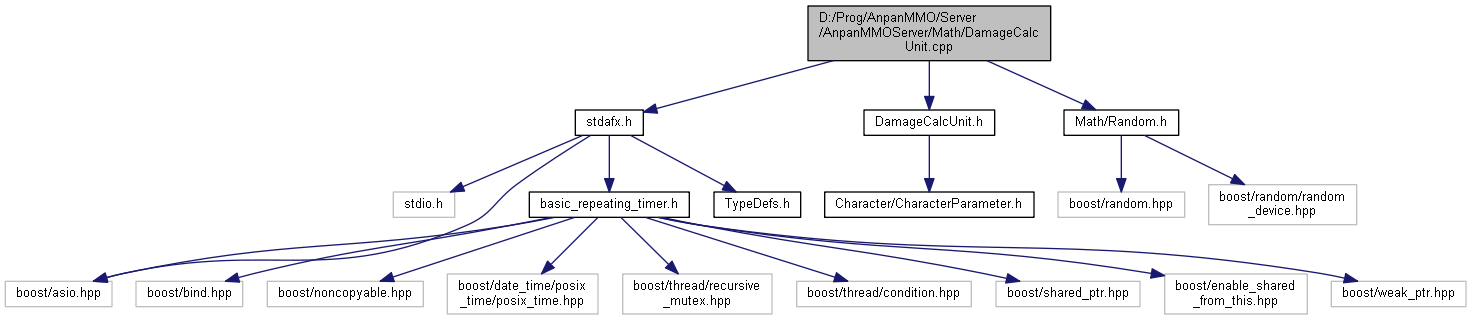 D:/Prog/AnpanMMO/Server
/AnpanMMOServer/Math/DamageCalc
Unit.cpp
stdafx.h
DamageCalcUnit.h
Math/Random.h
stdio.h
basic_repeating_timer.h
TypeDefs.h
Character/CharacterParameter.h
boost/random.hpp
boost/random/random
_device.hpp
boost/asio.hpp
boost/bind.hpp
boost/noncopyable.hpp
boost/date_time/posix
_time/posix_time.hpp
boost/thread/recursive
_mutex.hpp
boost/thread/condition.hpp
boost/shared_ptr.hpp
boost/enable_shared
_from_this.hpp
boost/weak_ptr.hpp